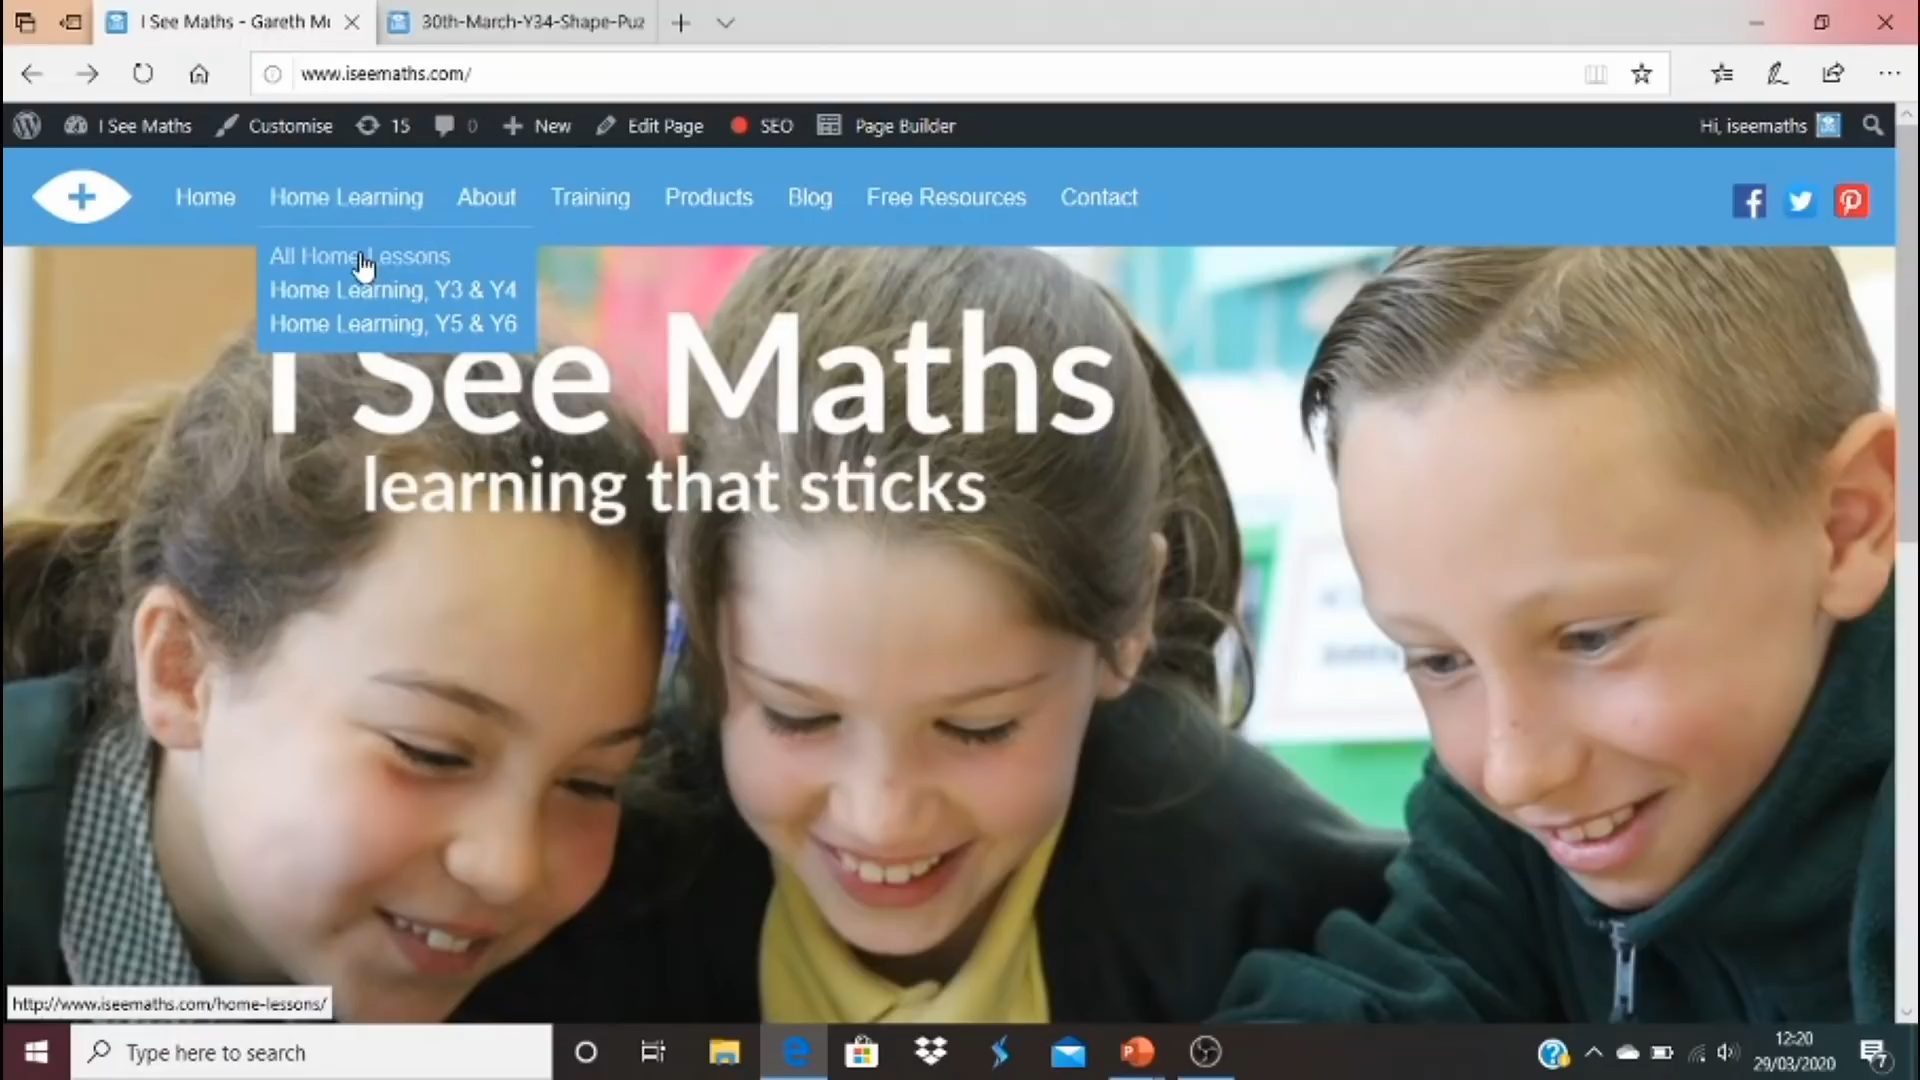 I See Maths - Gareth M
30th-March-Y34-Shape-Puz
www.iseemaths.com/
I See Maths Customise 15 0 New Edit Page SEO Page Builder Hi, iseemaths
Home Home Learning About Training Products Blog Free Resources Contact
All Home Lessons
Home Learning, Y3 & Y4
Home Learning, Y5 & Y6
I See Maths
learning that sticks
http://www.iseemaths.com/home-lessons/
Type here to search
12:20
29/03/2020
7